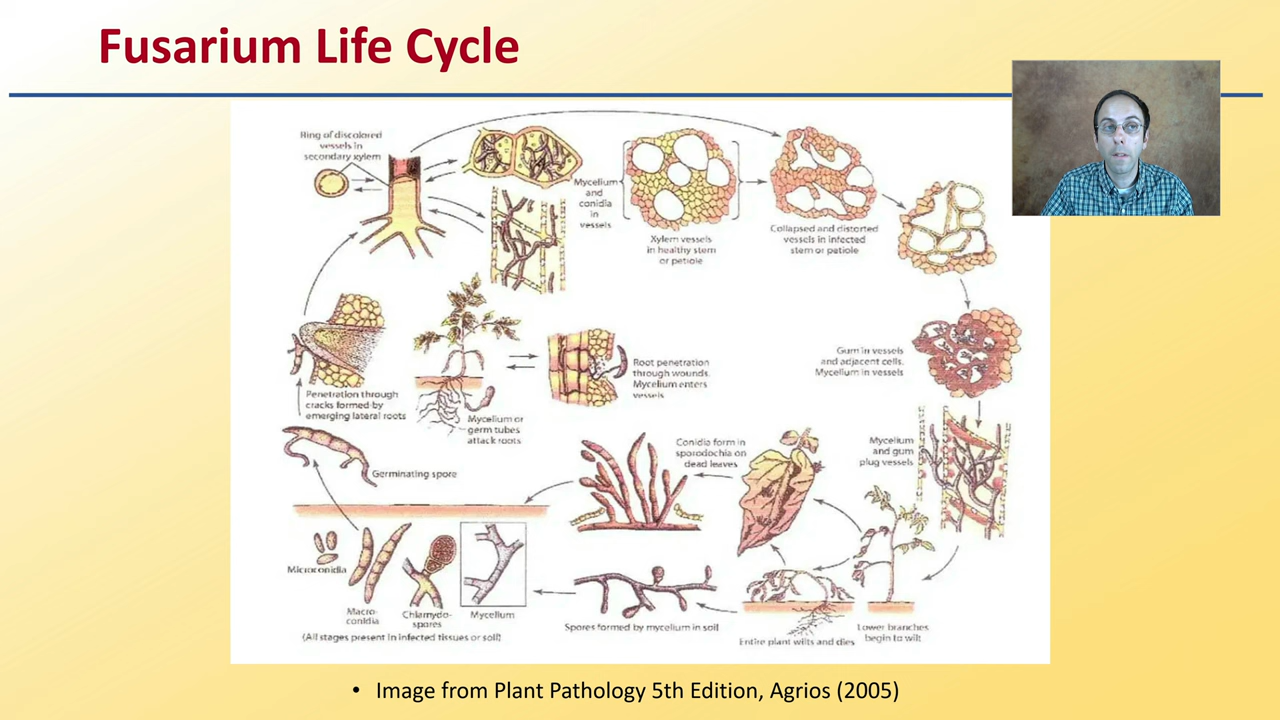 Fusarium Life Cycle
Ring of discolored
vessels in
secondary xylem
Mycelium
and
conidia
in
vessels
Xylem vessels
in healthy stem
or petiole
Collapsed and distorted
vessels in infected
stem or petiole
Gum in vessels
and adjacent cells.
Mycelium in vessels
Root penetration
through wounds.
Mycelium enters
vessels
Penetration through
cracks formed by
emerging lateral roots
Mycelium or
germ tubes
attack roots
Germinating spore
Conidia form in
sporodochia on
dead leaves
Mycelium
and gum
plug vessels
Microconidia
Macro-
conidia
Chlamydo-
spores
Mycelium
(All stages present in infected tissues or soil)
Spores formed by mycelium in soil
Entire plant wilts and dies
Lower branches
begin to wilt
• Image from Plant Pathology 5th Edition, Agrios (2005)